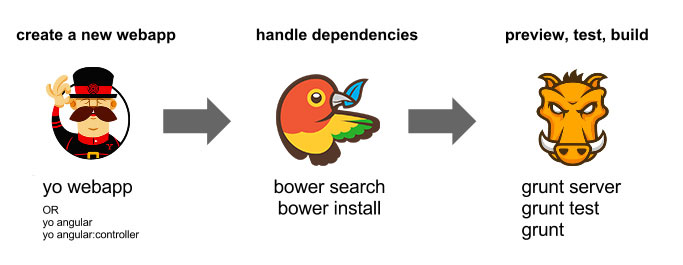 create a new webapp
handle dependencies
preview, test, build
yo webapp
OR
yo angular
yo angular:controller
bower search
bower install
grunt server
grunt test
grunt